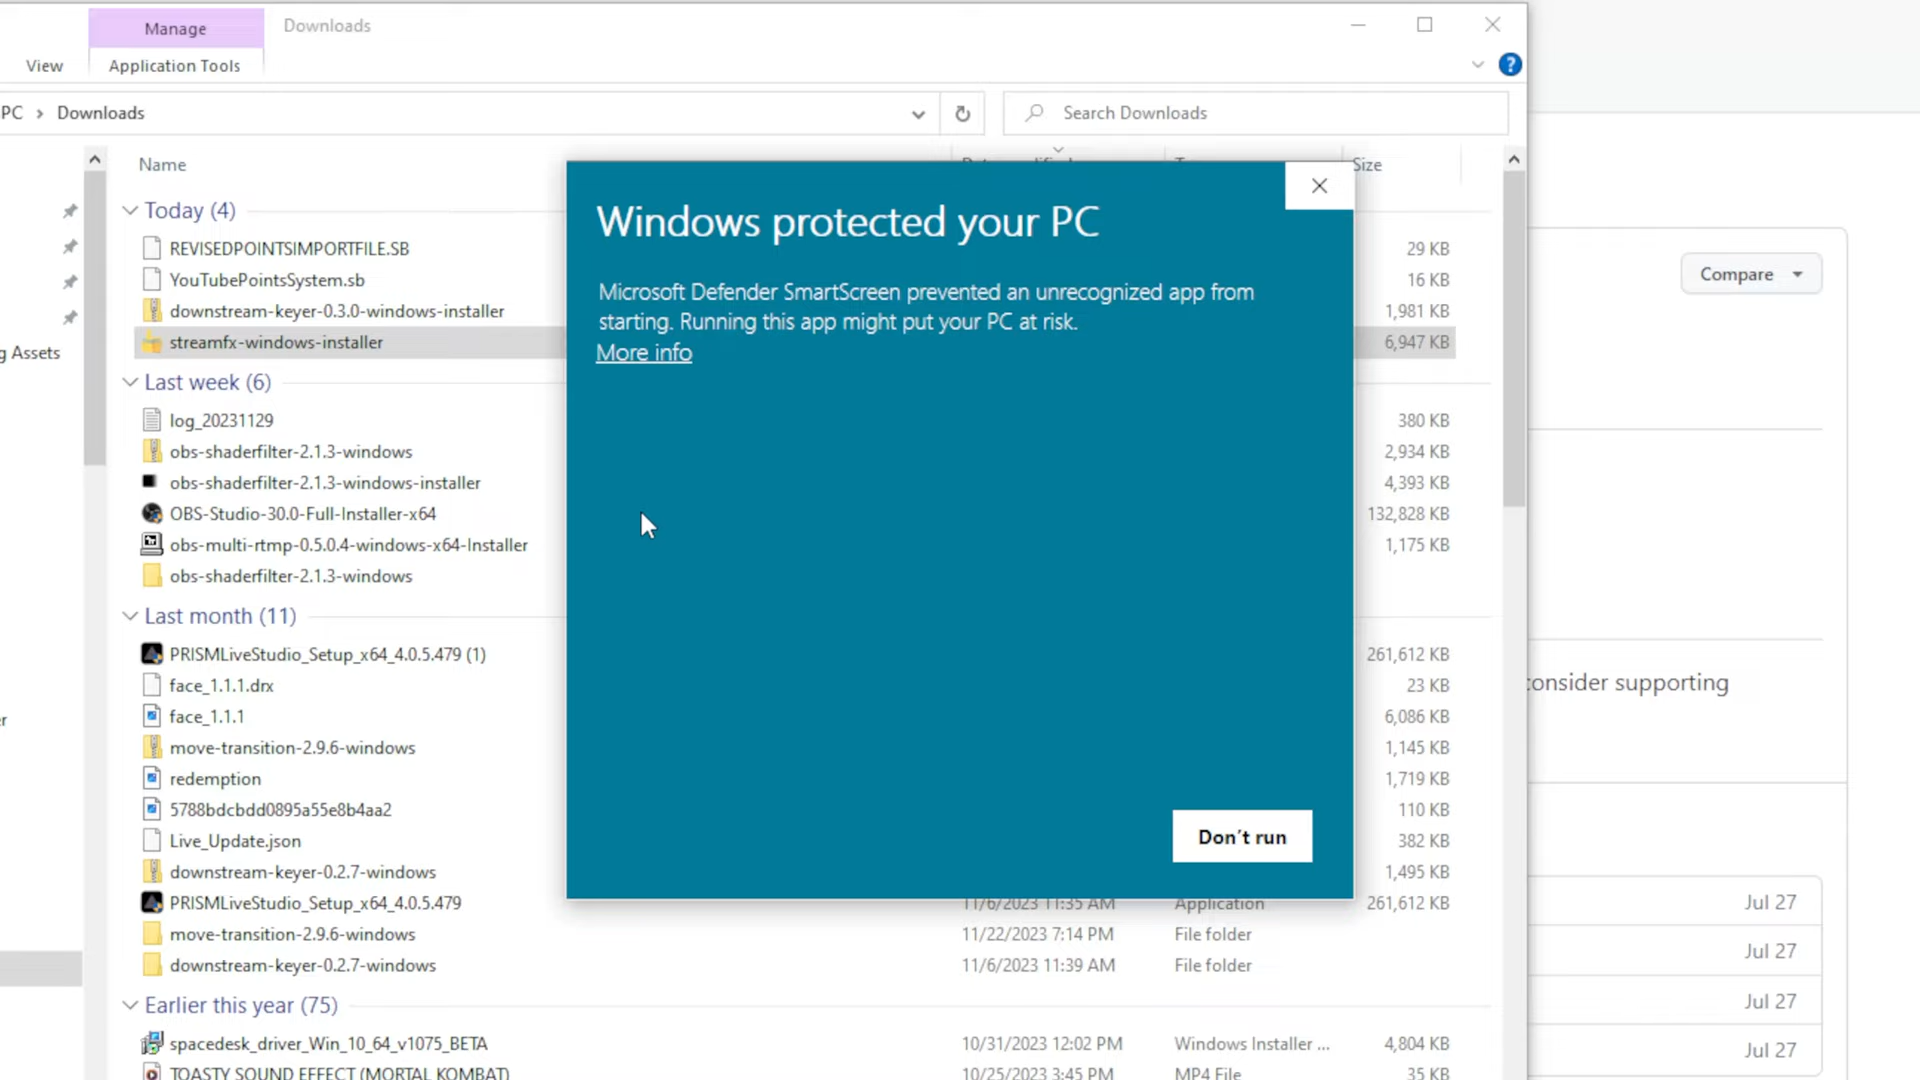 Manage
Downloads
View
Application Tools
?
PC > Downloads
Search Downloads
Name
Size
Today (4)
REVISEDPOINTSIMPORTFILE.SB 29 KB
YouTubePointsSystem.sb 16 KB
downstream-keyer-0.3.0-windows-installer 1,981 KB
streamfx-windows-installer 6,947 KB
Last week (6)
log_20231129 380 KB
obs-shaderfilter-2.1.3-windows 2,934 KB
obs-shaderfilter-2.1.3-windows-installer 4,393 KB
OBS-Studio-30.0-Full-Installer-x64 132,828 KB
obs-multi-rtmp-0.5.0.4-windows-x64-Installer 1,175 KB
obs-shaderfilter-2.1.3-windows
Last month (11)
PRISMLiveStudio_Setup_x64_4.0.5.479 (1) 261,612 KB
face_1.1.1.drx 23 KB
face_1.1.1 6,086 KB
move-transition-2.9.6-windows 1,145 KB
redemption 1,719 KB
5788bdcbdd0895a55e8b4aa2 110 KB
Live_Update.json 382 KB
downstream-keyer-0.2.7-windows 1,495 KB
PRISMLiveStudio_Setup_x64_4.0.5.479 11/6/2023 11:35 AM Application 261,612 KB
move-transition-2.9.6-windows 11/22/2023 7:14 PM File folder
downstream-keyer-0.2.7-windows 11/6/2023 11:39 AM File folder
Earlier this year (75)
spacedesk_driver_Win_10_64_v1075_BETA 10/31/2023 12:02 PM Windows Installer ... 4,804 KB
TOASTY SOUND EFFECT (MORTAL KOMBAT) 10/25/2023 3:45 PM MP4 File 35 KB
g Assets
Windows protected your PC
Microsoft Defender SmartScreen prevented an unrecognized app from
starting. Running this app might put your PC at risk.
More info
Don't run
Compare
consider supporting
Jul 27
Jul 27
Jul 27
Jul 27